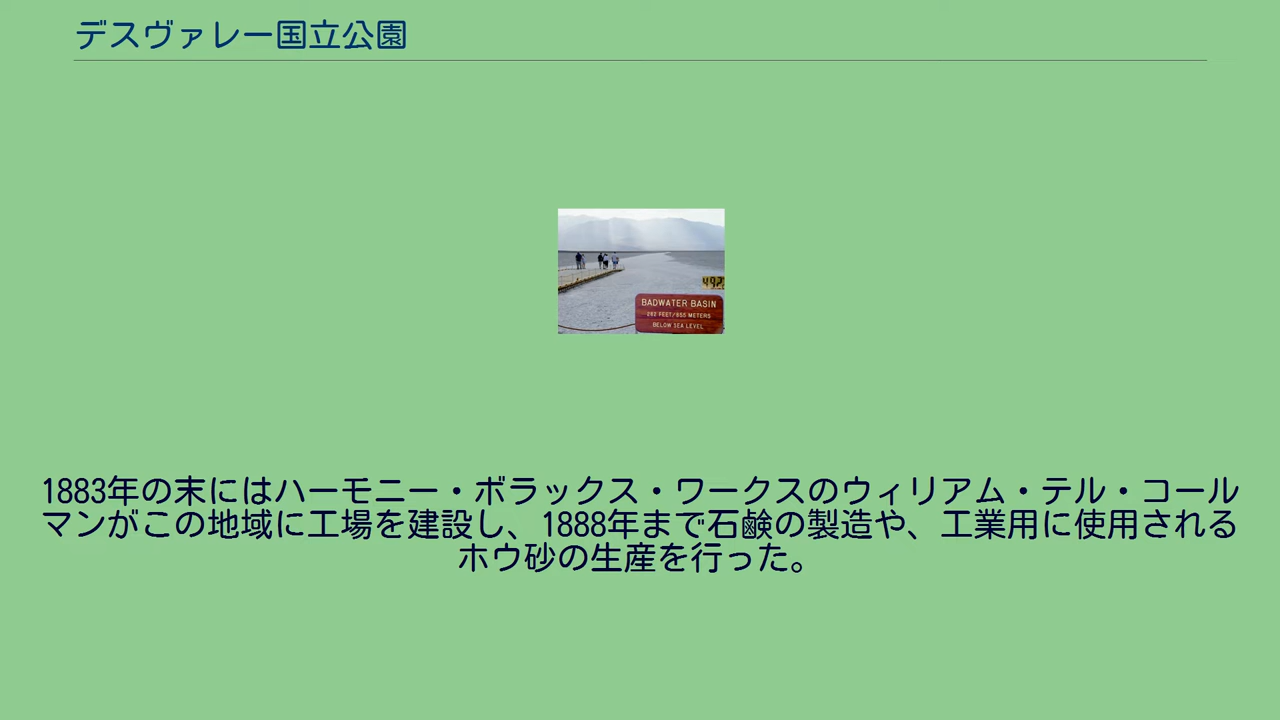 デスヴァレー国立公園
497
BADWATER BASIN
282 FEET/855 METERS
BELOW SEA LEVEL
1883年の末にはハーモニー・ボラックス・ワークスのウィリアム・テル・コール
マンがこの地域に工場を建設し、1888年まで石鹸の製造や、工業用に使用される
ホウ砂の生産を行った。